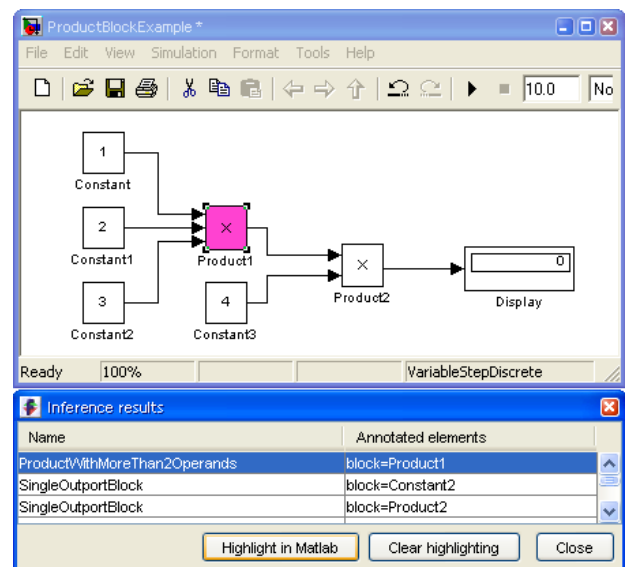 ProductBlockExample *
File Edit View Simulation Format Tools Help
10.0 No
1
Constant
2
Constant1
Product1
3
Constant2
4
Constant3
Product2
0
Display
Ready 100% VariableStepDiscrete
Inference results
Name Annotated elements
ProductWithMoreThan2Operands block=Product1
SingleOutportBlock block=Constant2
SingleOutportBlock block=Product2
Highlight in Matlab Clear highlighting Close